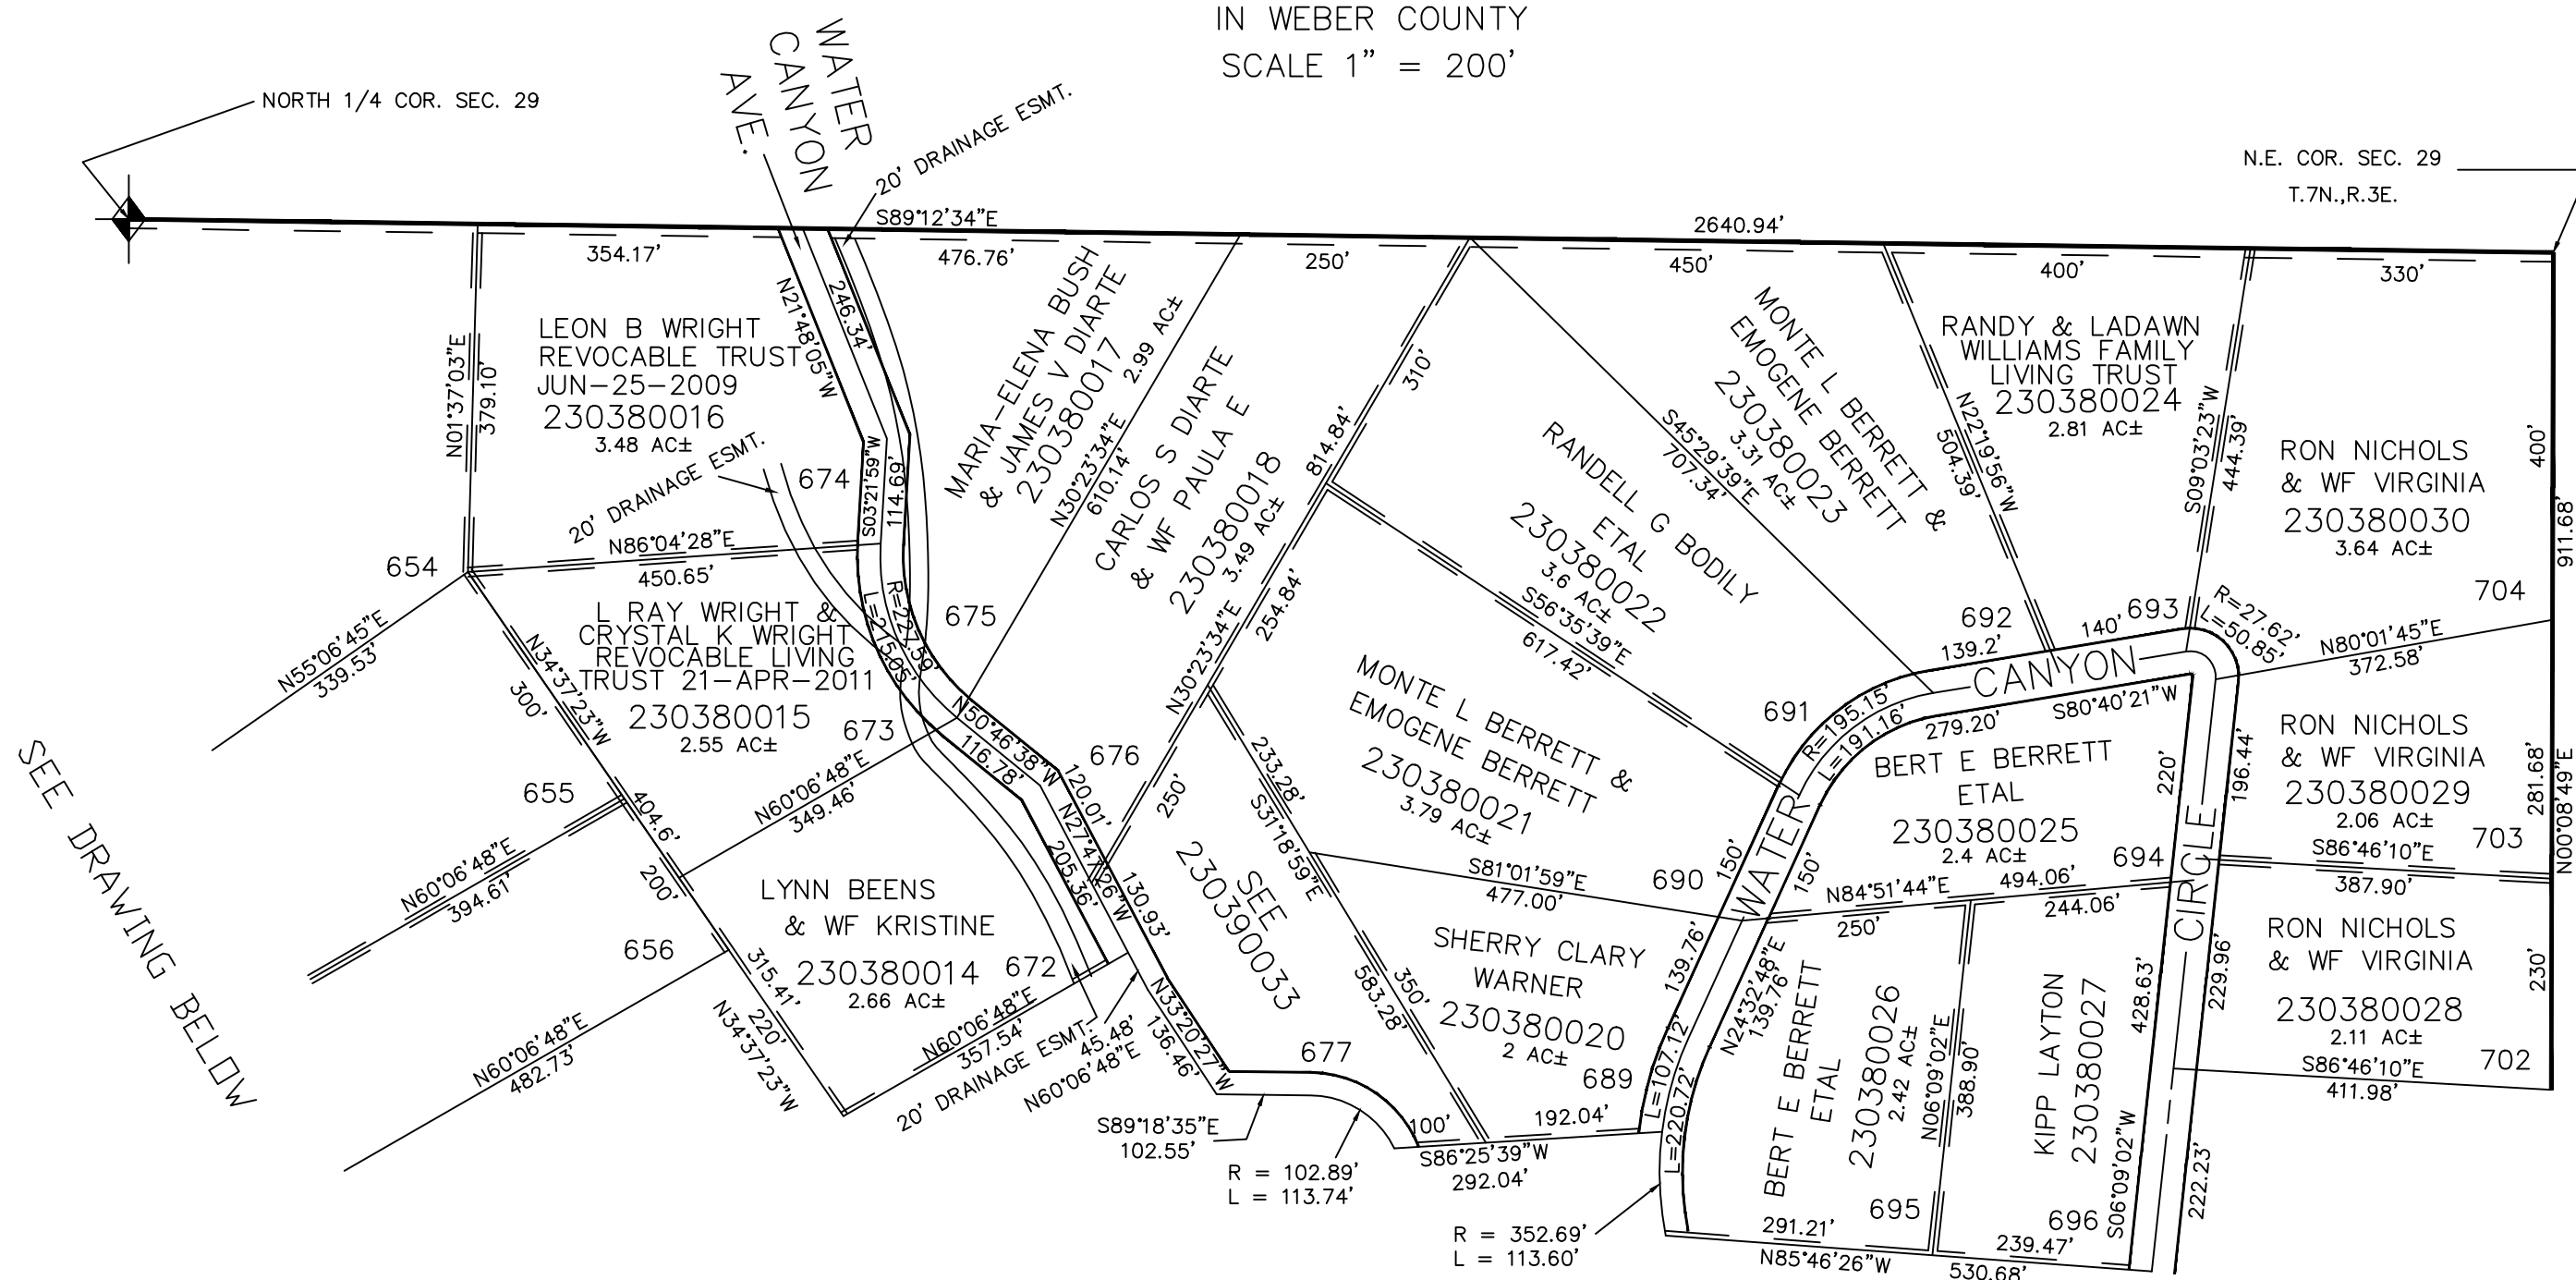 IN WEBER COUNTY
SCALE 1" = 200'
NORTH 1/4 COR. SEC. 29
WATER
CANYON
AVE.
20' DRAINAGE ESMT.
N.E. COR. SEC. 29
T.7N.,R.3E.
S89°12'34"E
2640.94'
354.17'
476.76'
250'
450'
400'
330'
N01°37'03"E
379.10'
LEON B WRIGHT
REVOCABLE TRUST
JUN-25-2009
230380016
3.48 AC±
N21°48'05"W
246.34'
20' DRAINAGE ESMT.
674
S03°21'59"W
114.69'
N86°04'28"E
450.65'
654
MARIA-ELENA BUSH
& JAMES V DIARTE
230380017
2.99 AC±
N30°23'34"E
610.14'
CARLOS S DIARTE
& WF PAULA E
230380018
3.49 AC±
814.84'
310'
254.84'
N30°23'34"E
250'
RANDELL G BODILY
ETAL
230380022
3.6 AC±
S45°29'39"E
707.34'
MONTE L BERRETT &
EMOGENE BERRETT
230380023
3.31 AC±
N22°19'56"W
504.39'
RANDY & LADAWN
WILLIAMS FAMILY
LIVING TRUST
230380024
2.81 AC±
S09°03'23"W
444.39'
RON NICHOLS
& WF VIRGINIA
230380030
3.64 AC±
400'
911.68'
704
N55°06'45"E
339.53'
L RAY WRIGHT &
CRYSTAL K WRIGHT
REVOCABLE LIVING
TRUST 21-APR-2011
230380015
2.55 AC±
673
N34°37'23"W
300'
R=227.59'
L=215.05'
675
N50°46'38"W
116.78'
676
120.01'
N60°06'48"E
349.46'
655
404.6'
200'
N60°06'48"E
394.61'
S56°35'39"E
617.42'
MONTE L BERRETT &
EMOGENE BERRETT
230380021
3.79 AC±
233.28'
S31°18'59"E
691
692
139.2'
140'
693
R=27.62'
L=50.85'
N80°01'45"E
372.58'
R=195.15'
L=191.16'
WATER
CANYON
CIRCLE
279.20'
S80°40'21"W
BERT E BERRETT
ETAL
230380025
2.4 AC±
220'
196.44'
RON NICHOLS
& WF VIRGINIA
230380029
2.06 AC±
281.68'
N00°08'49"E
703
S86°46'10"E
387.90'
694
N84°51'44"E
494.06'
250'
244.06'
150'
150'
690
S81°01'59"E
477.00'
SEE DRAWING BELOW
656
LYNN BEENS
& WF KRISTINE
230380014
2.66 AC±
672
315.41'
220'
N34°37'23"W
N60°06'48"E
482.73'
N60°06'48"E
357.54'
20' DRAINAGE ESMT.
45.48'
N60°06'48"E
205.36'
N27°47'26"W
130.93'
N33°20'27"W
136.46'
SEE
230390033
677
350'
583.28'
SHERRY CLARY
WARNER
230380020
2 AC±
689
139.76'
N24°32'48"E
139.76'
L=107.12'
L=220.72'
BERT E BERRETT
ETAL
230380026
2.42 AC±
N06°09'02"E
388.90'
KIPP LAYTON
230380027
428.63'
229.96'
RON NICHOLS
& WF VIRGINIA
230380028
2.11 AC±
230'
702
S86°46'10"E
411.98'
S89°18'35"E
102.55'
R = 102.89'
L = 113.74'
100'
192.04'
S86°25'39"W
292.04'
R = 352.69'
L = 113.60'
291.21'
695
696
S06°09'02"W
222.23'
239.47'
N85°46'26"W
530.68'